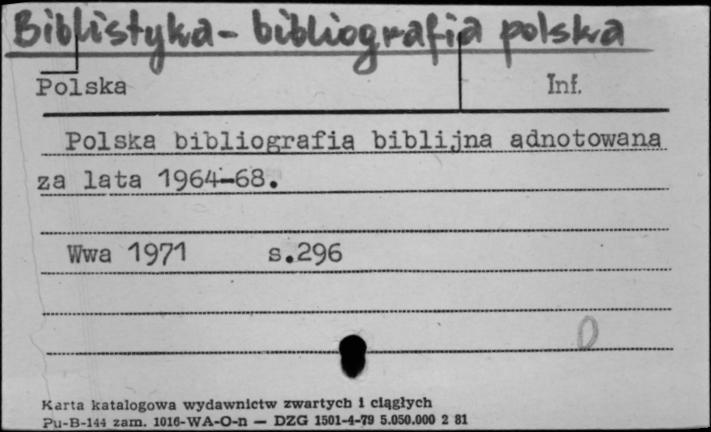 Biblistyka - bibliografia polska
Polska Inf.
Polska bibliografia biblijna adnotowana
za lata 1964-68.
Wwa 1971 s.296
0
Karta katalogowa wydawnictw zwartych i ciągłych
Pu-B-144 zam. 1016-WA-O-n — DZG 1501-4-79 5.050.000 2 81